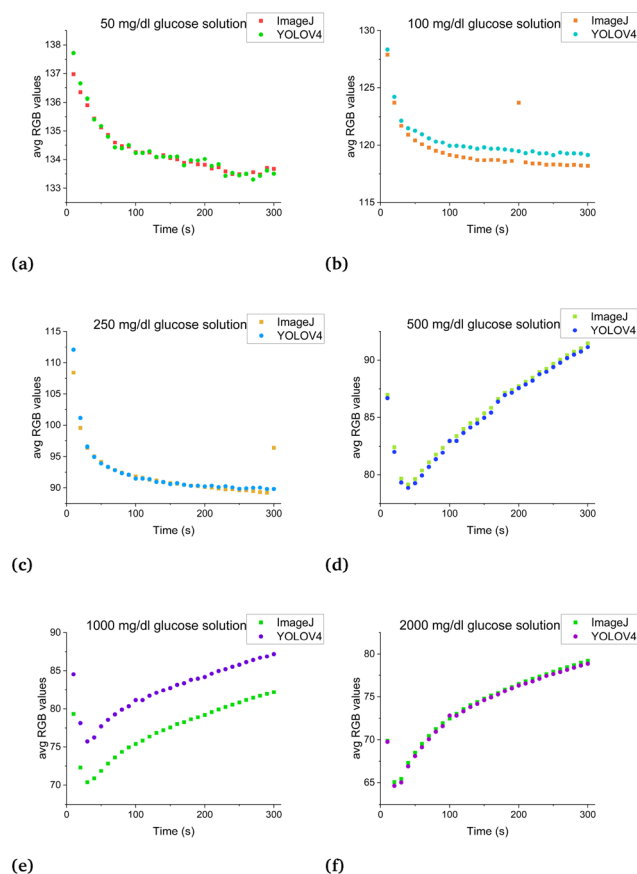 50 mg/dl glucose solution
ImageJ
YOLOV4
138
137
136
135
134
133
avg RGB values
0
100
200
300
Time (s)
(a)
100 mg/dl glucose solution
ImageJ
YOLOV4
130
125
120
115
avg RGB values
0
100
200
300
Time (s)
(b)
250 mg/dl glucose solution
ImageJ
YOLOV4
115
110
105
100
95
90
avg RGB values
0
100
200
300
Time (s)
(c)
500 mg/dl glucose solution
ImageJ
YOLOV4
90
85
80
avg RGB values
0
100
200
300
Time (s)
(d)
1000 mg/dl glucose solution
ImageJ
YOLOV4
90
85
80
75
70
avg RGB values
0
100
200
300
Time (s)
(e)
2000 mg/dl glucose solution
ImageJ
YOLOV4
80
75
70
65
avg RGB values
0
100
200
300
Time (s)
(f)